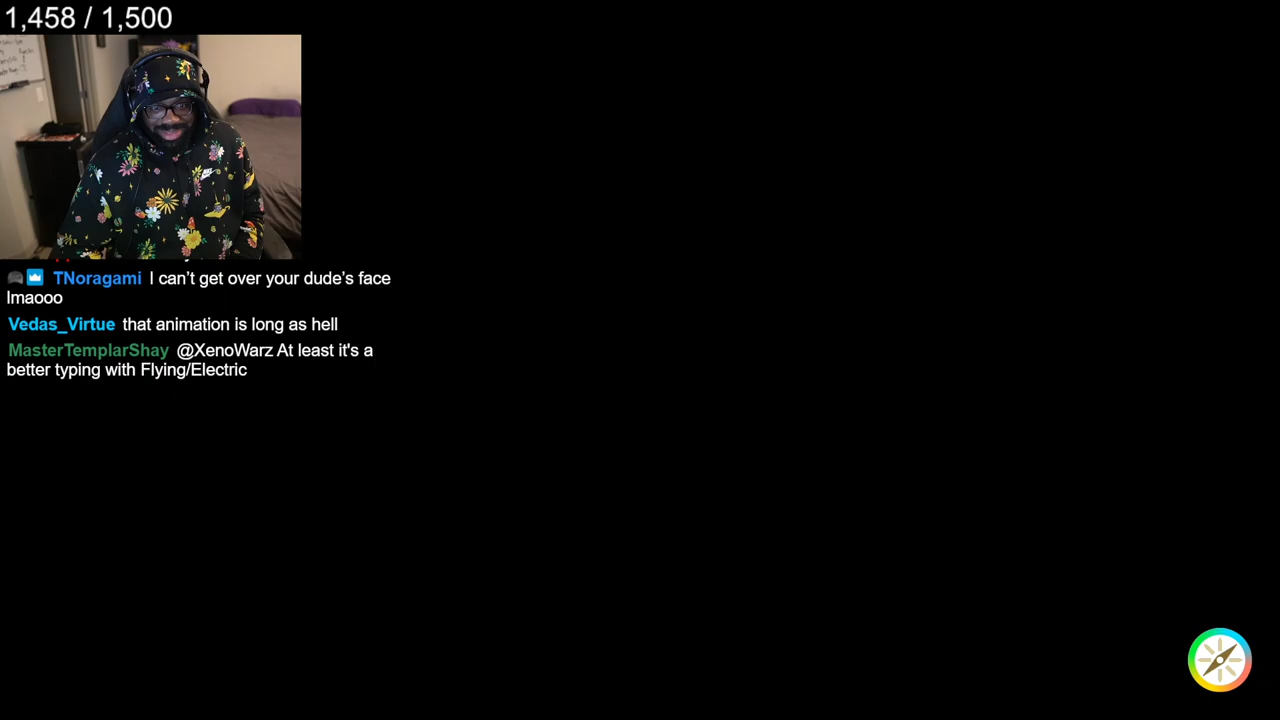 1,458 / 1,500
TNoragami I can’t get over your dude’s face
lmaooo
Vedas_Virtue that animation is long as hell
MasterTemplarShay @XenoWarz At least it's a
better typing with Flying/Electric